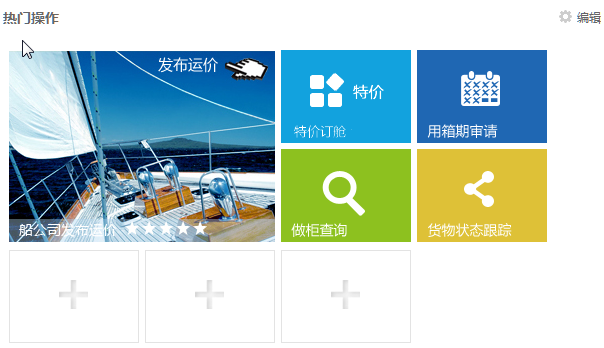 热门操作
编辑
发布运价
船公司发布运价
特价
特价订舱
用箱期申请
做柜查询
货物状态跟踪